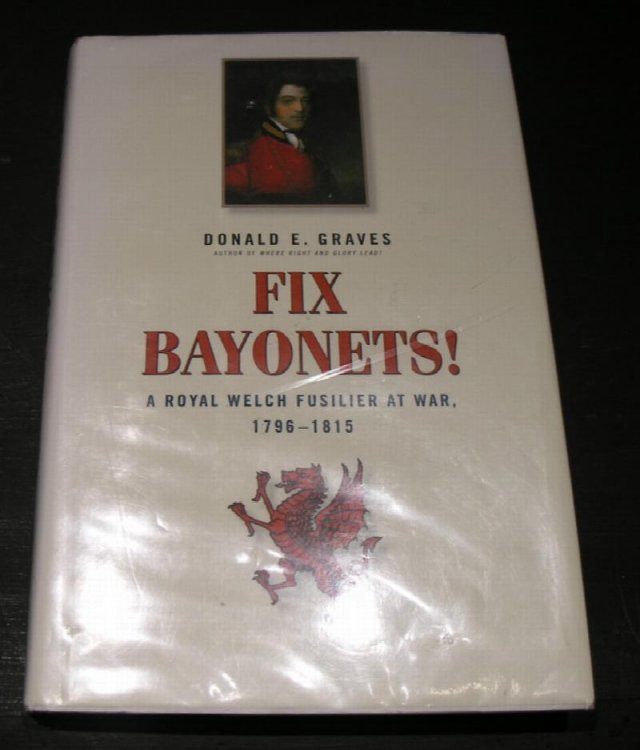 DONALD E. GRAVES
AUTHOR OF WHERE RIGHT AND GLORY LEAD!
FIX
BAYONETS!
A ROYAL WELCH FUSILIER AT WAR,
1796–1815